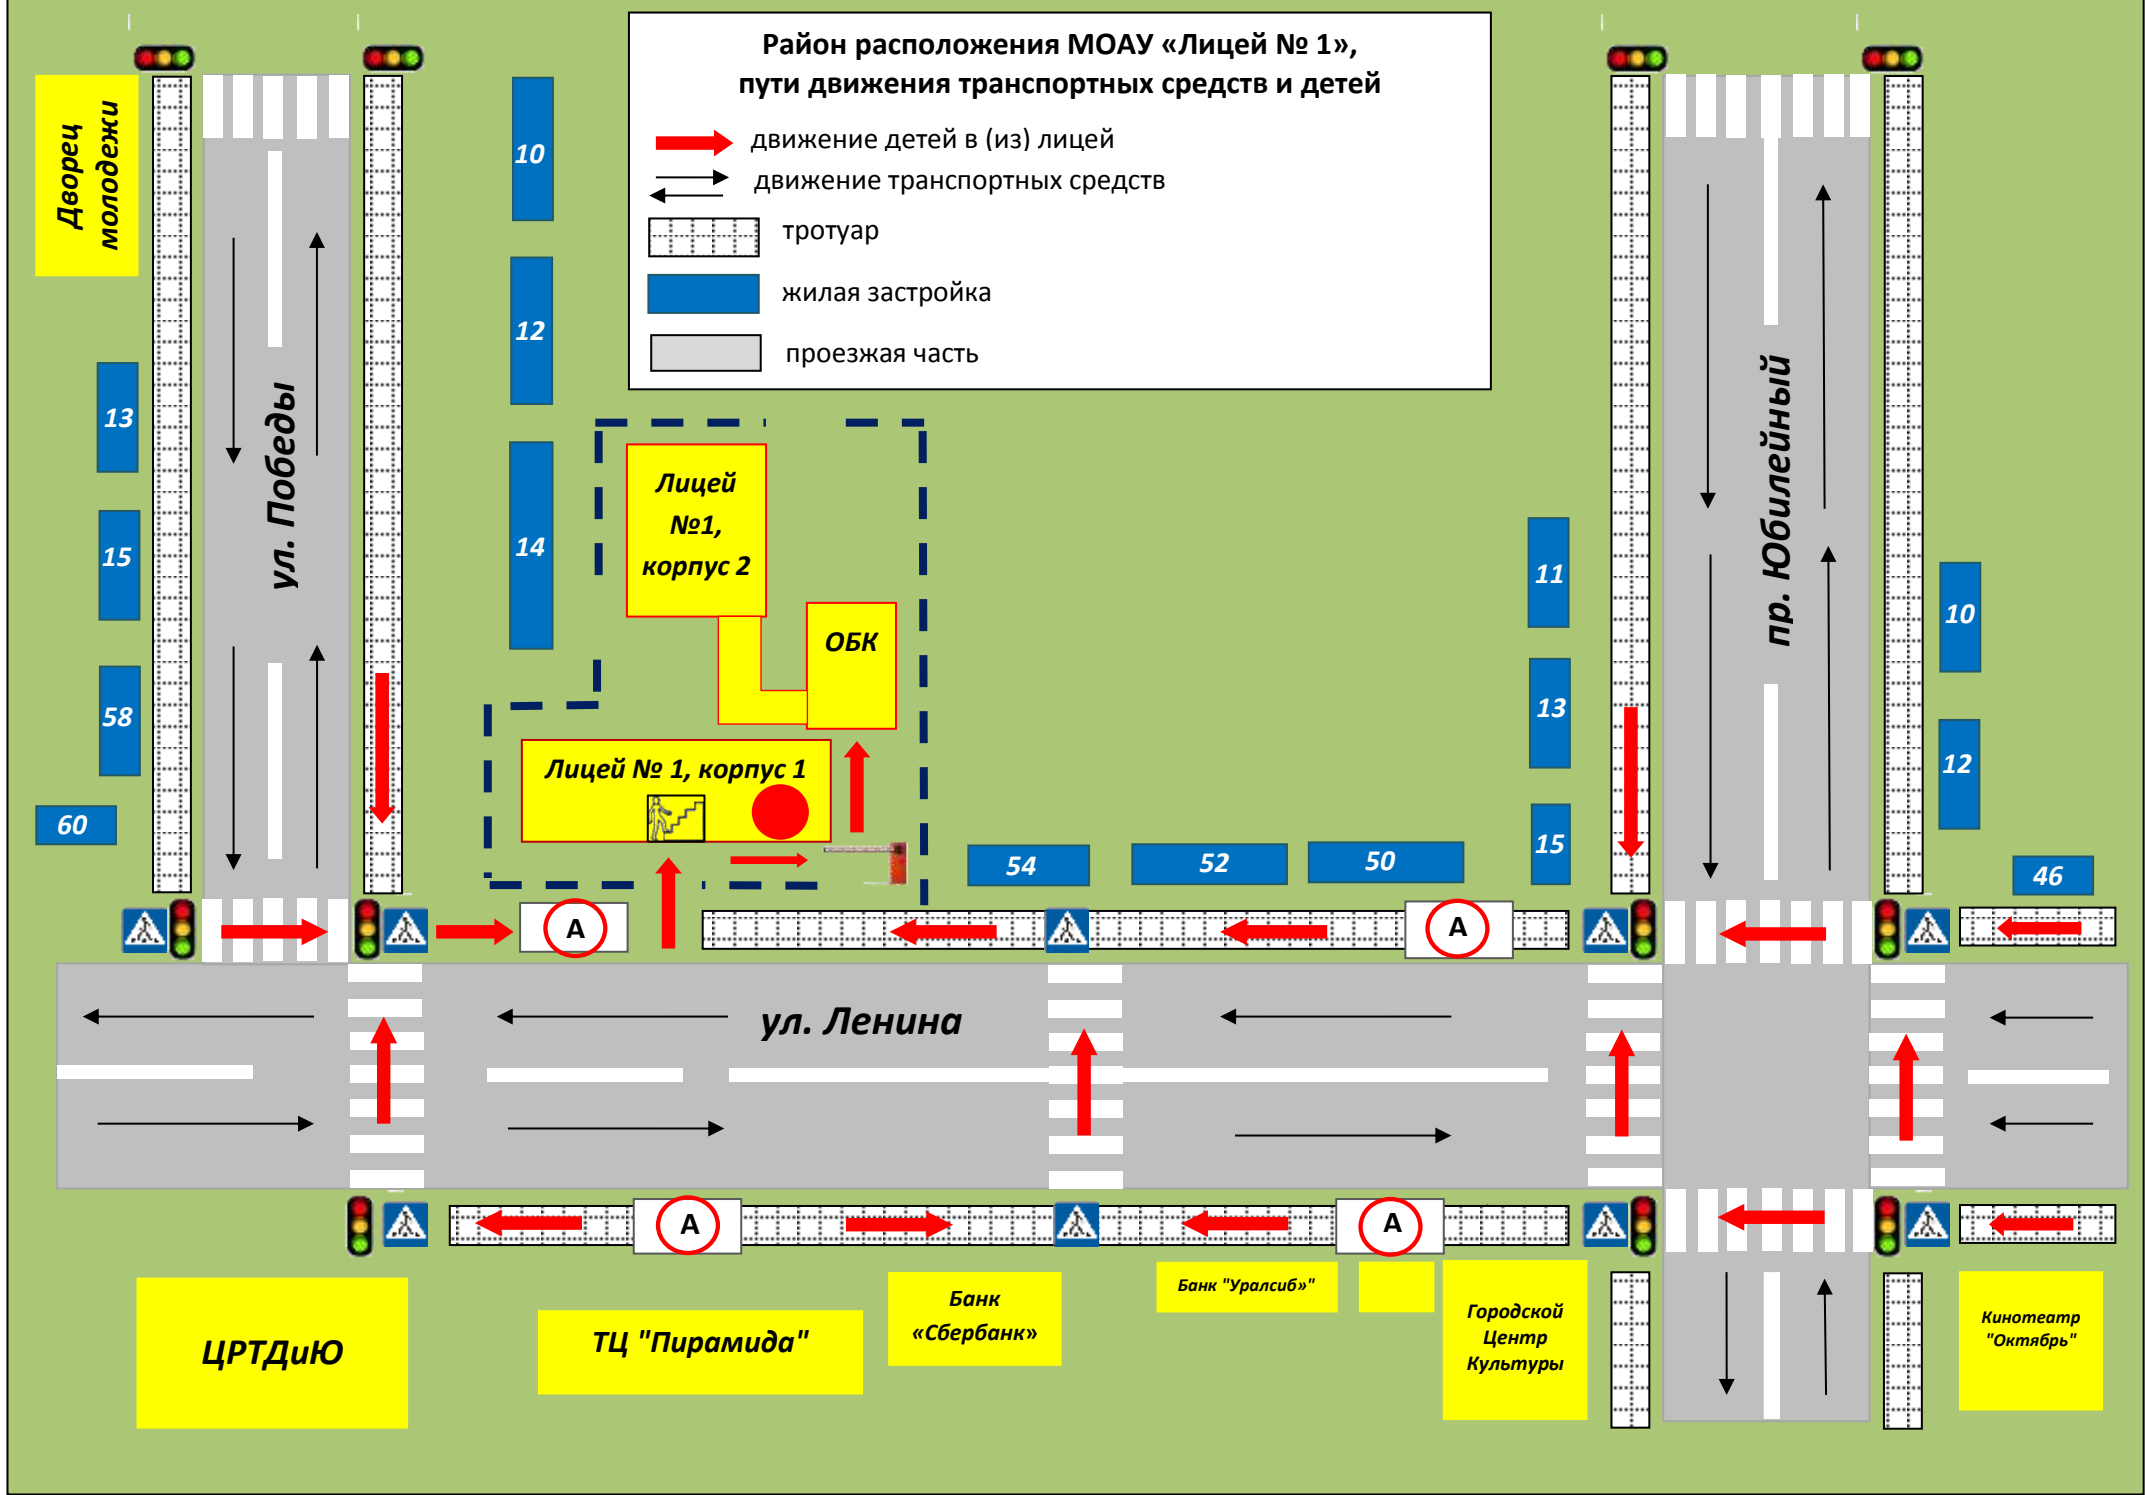 Район расположения МОАУ «Лицей № 1»,
пути движения транспортных средств и детей
движение детей в (из) лицей
движение транспортных средств
тротуар
жилая застройка
проезжая часть
Дворец
молодежи
10
12
14
13
15
58
60
ул. Победы
Лицей
№1,
корпус 2
ОБК
Лицей № 1, корпус 1
54
52
50
11
13
15
пр. Юбилейный
10
12
46
А
А
ул. Ленина
А
А
ЦРТДиЮ
ТЦ "Пирамида"
Банк
«Сбербанк»
Банк "Уралсиб»"
Городской
Центр
Культуры
Кинотеатр
"Октябрь"